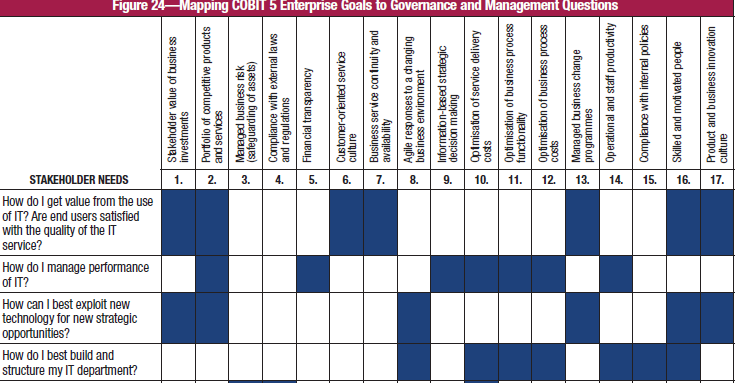 Figure 24—Mapping COBIT 5 Enterprise Goals to Governance and Management Questions
Stakeholder value of business
investments
Portfolio of competitive products
and services
Managed business risk
(safeguarding of assets)
Compliance with external laws
and regulations
Financial transparency
Customer-oriented service
culture
Business service continuity and
availability
Agile responses to a changing
business environment
Information-based strategic
decision making
Optimisation of service delivery
costs
Optimisation of business process
functionality
Optimisation of business process
costs
Managed business change
programmes
Operational and staff productivity
Compliance with internal policies
Skilled and motivated people
Product and business innovation
culture
STAKEHOLDER NEEDS 1. 2. 3. 4. 5. 6. 7. 8. 9. 10. 11. 12. 13. 14. 15. 16. 17.
How do I get value from the use
of IT? Are end users satisfied
with the quality of the IT
service?
How do I manage performance
of IT?
How can I best exploit new
technology for new strategic
opportunities?
How do I best build and
structure my IT department?